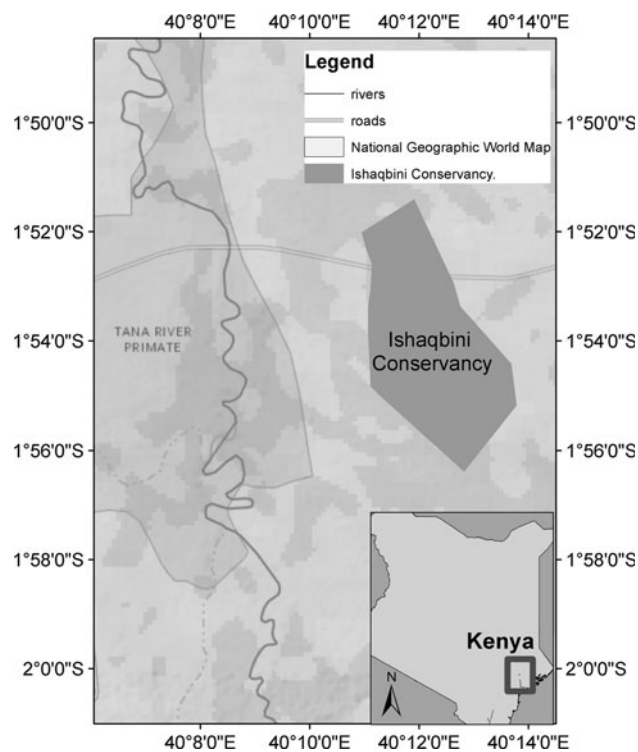 40°8'0"E 40°10'0"E 40°12'0"E 40°14'0"E
Legend
rivers
roads
National Geographic World Map
Ishaqbini Conservancy.
1°50'0"S 1°50'0"S
1°52'0"S 1°52'0"S
1°54'0"S 1°54'0"S
TANA RIVER
PRIMATE
Ishaqbini
Conservancy
1°56'0"S 1°56'0"S
1°58'0"S 1°58'0"S
Kenya
2°0'0"S 2°0'0"S
N
40°8'0"E 40°10'0"E 40°12'0"E 40°14'0"E